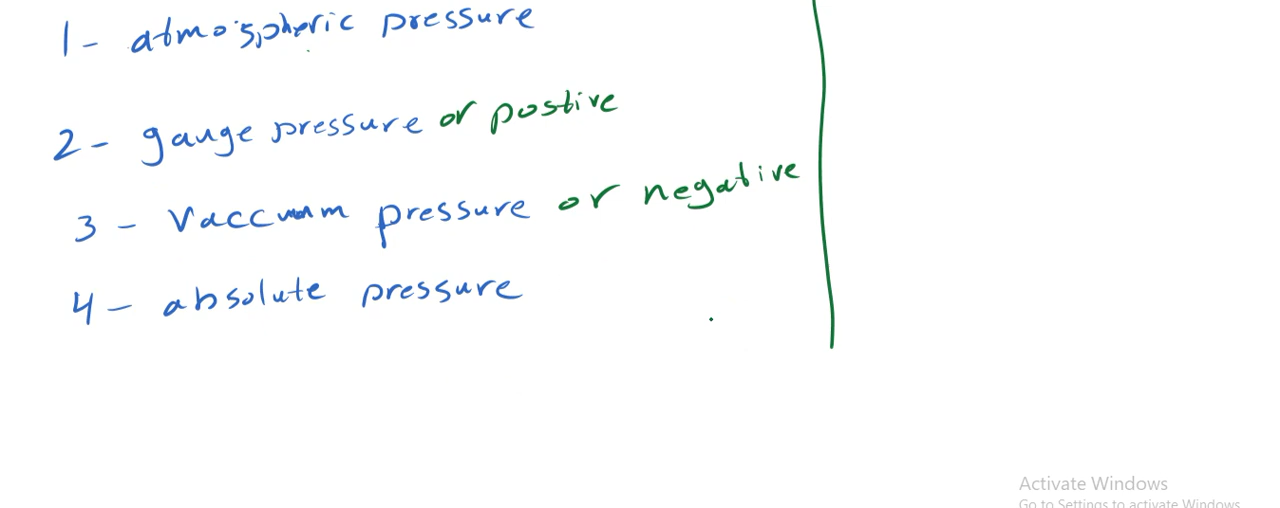 1- atmospheric pressure
2- gauge pressure or postive
3 - Vaccuum pressure or negative
4- absolute pressure
Activate Windows
Go to Settings to activate Windows